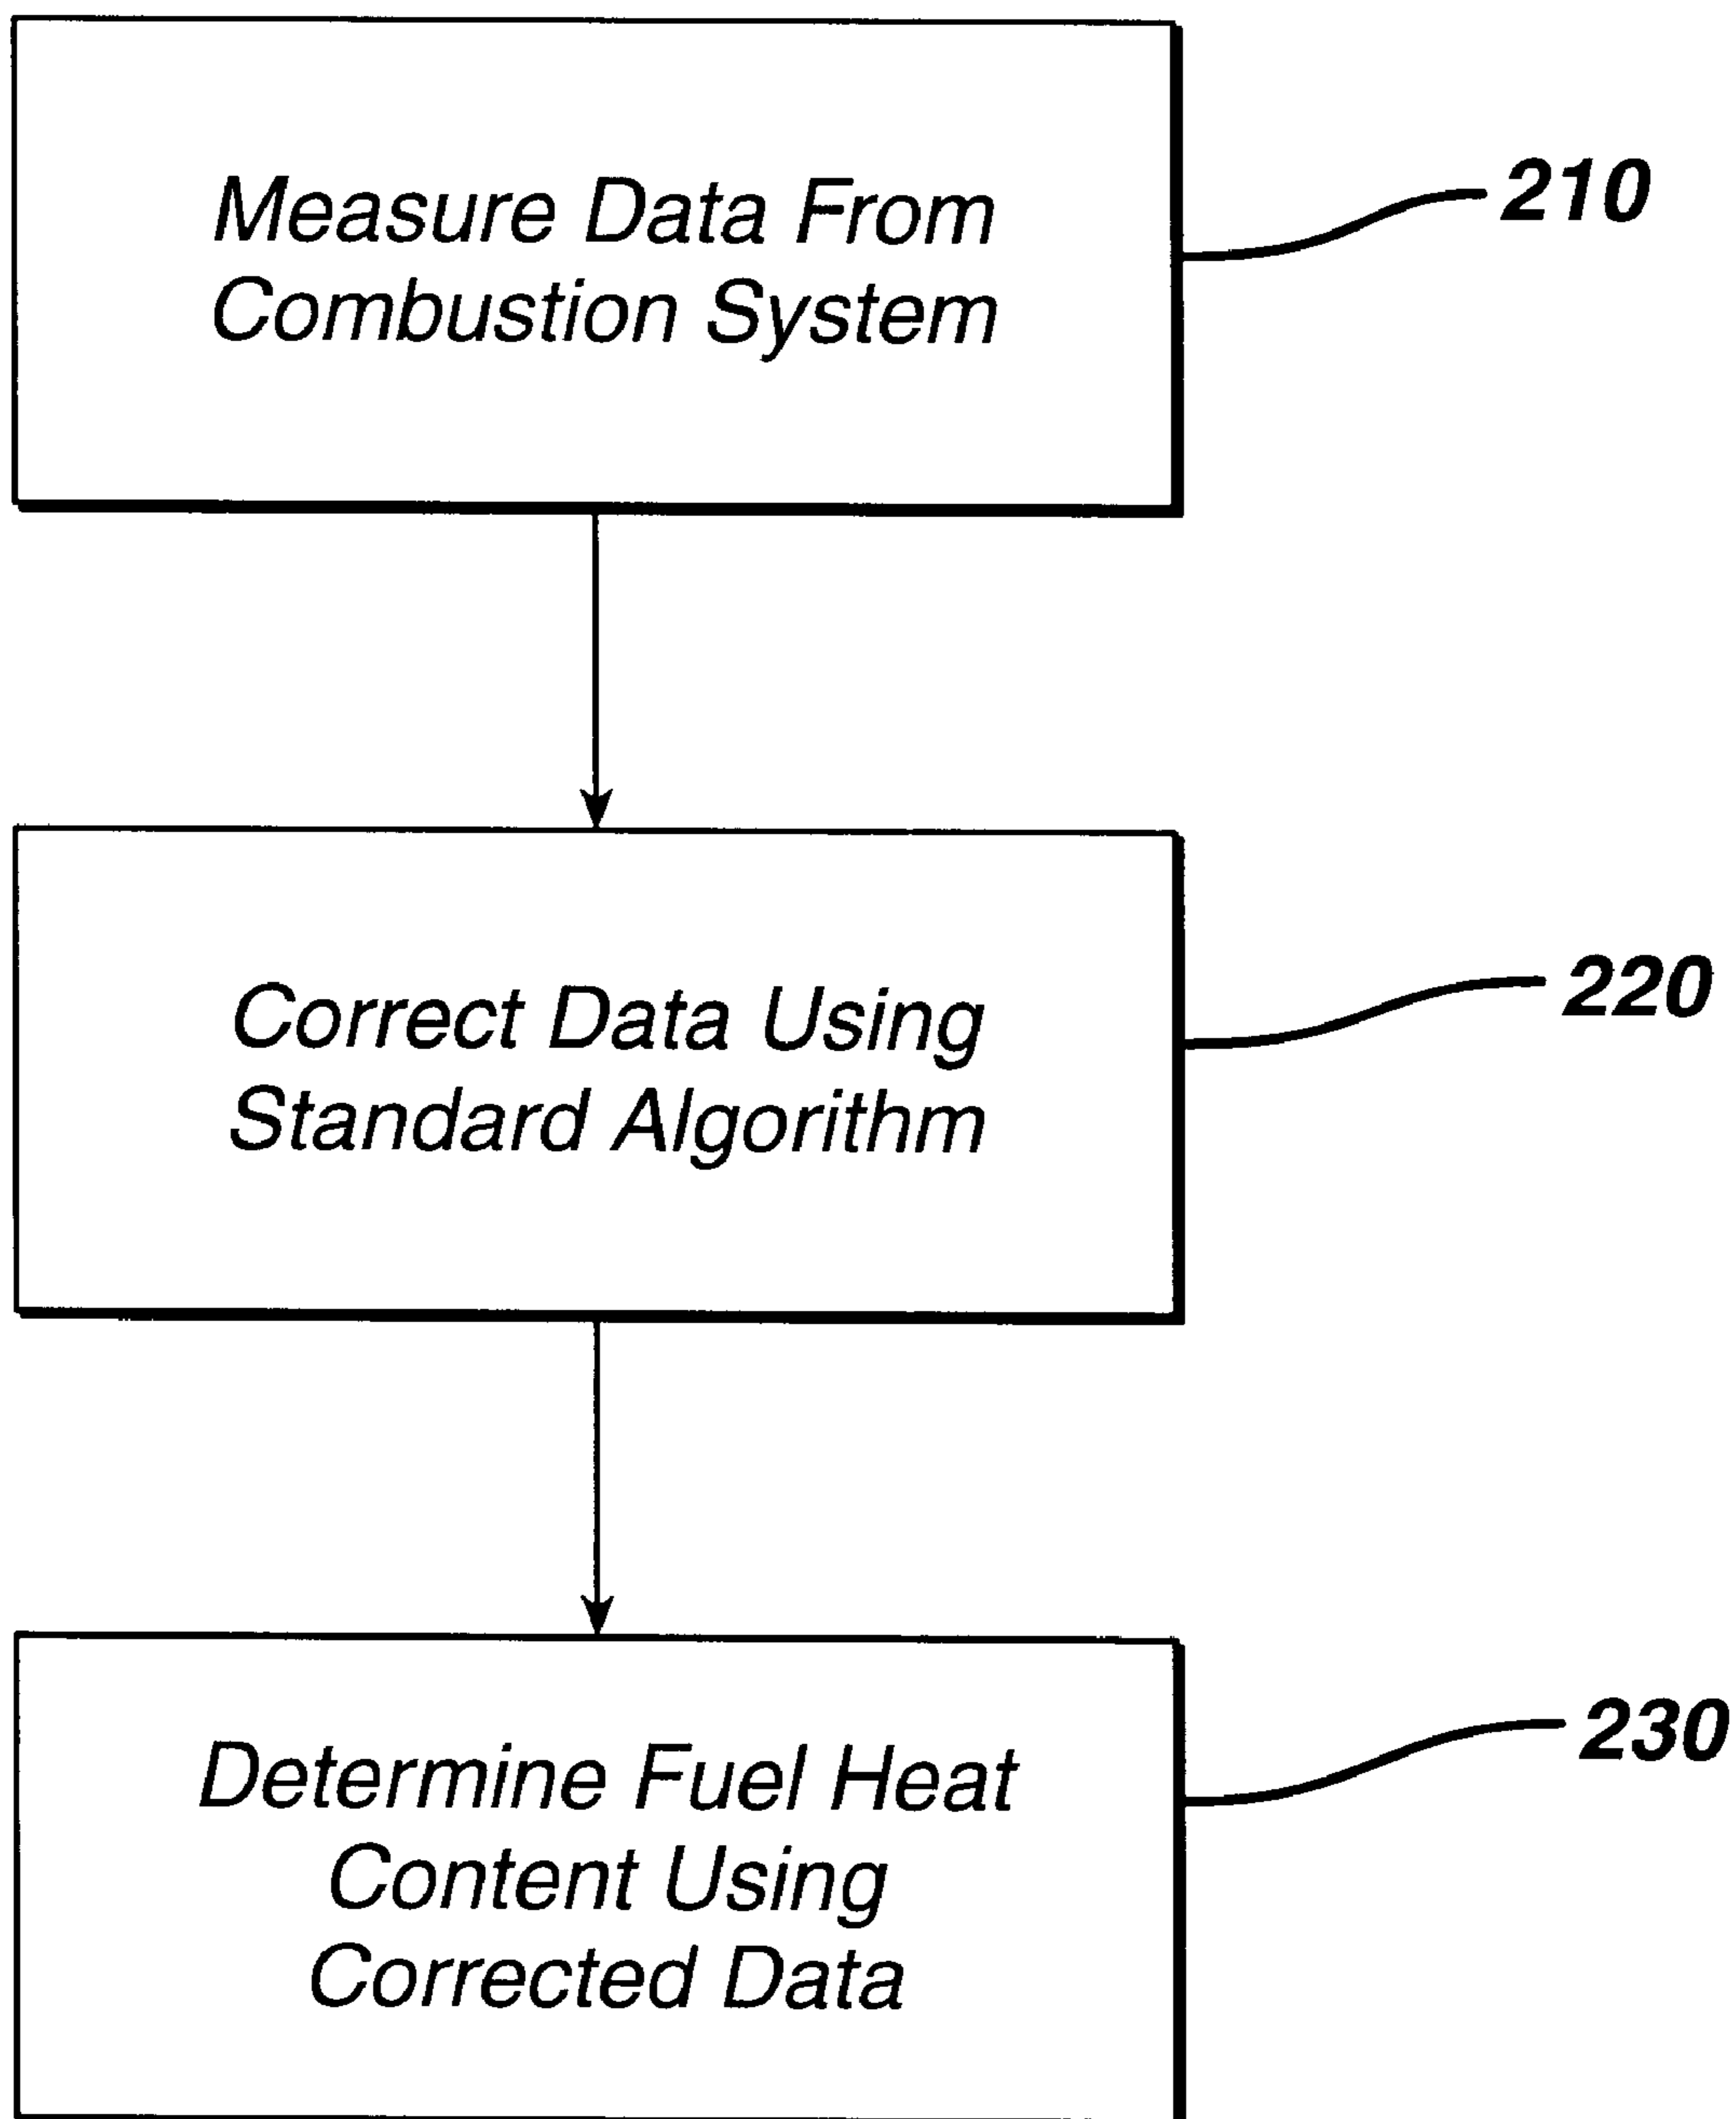 Measure Data From
Combustion System
210
Correct Data Using
Standard Algorithm
220
Determine Fuel Heat
Content Using
Corrected Data
230